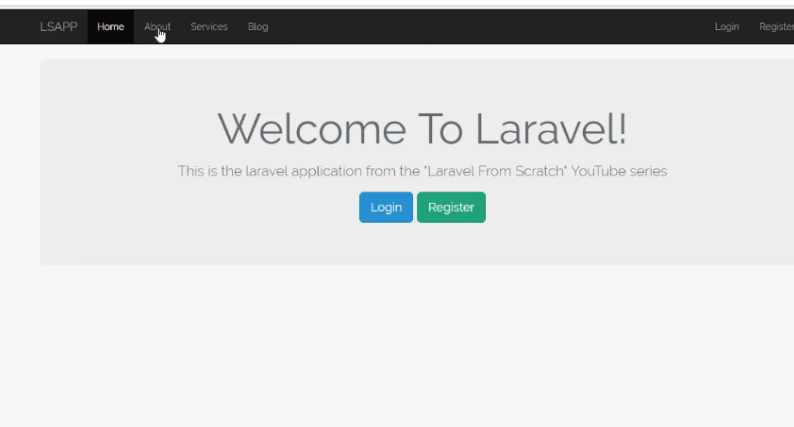 LSAPP Home About Services Blog Login Register
Welcome To Laravel!
This is the laravel application from the "Laravel From Scratch" YouTube series
Login Register